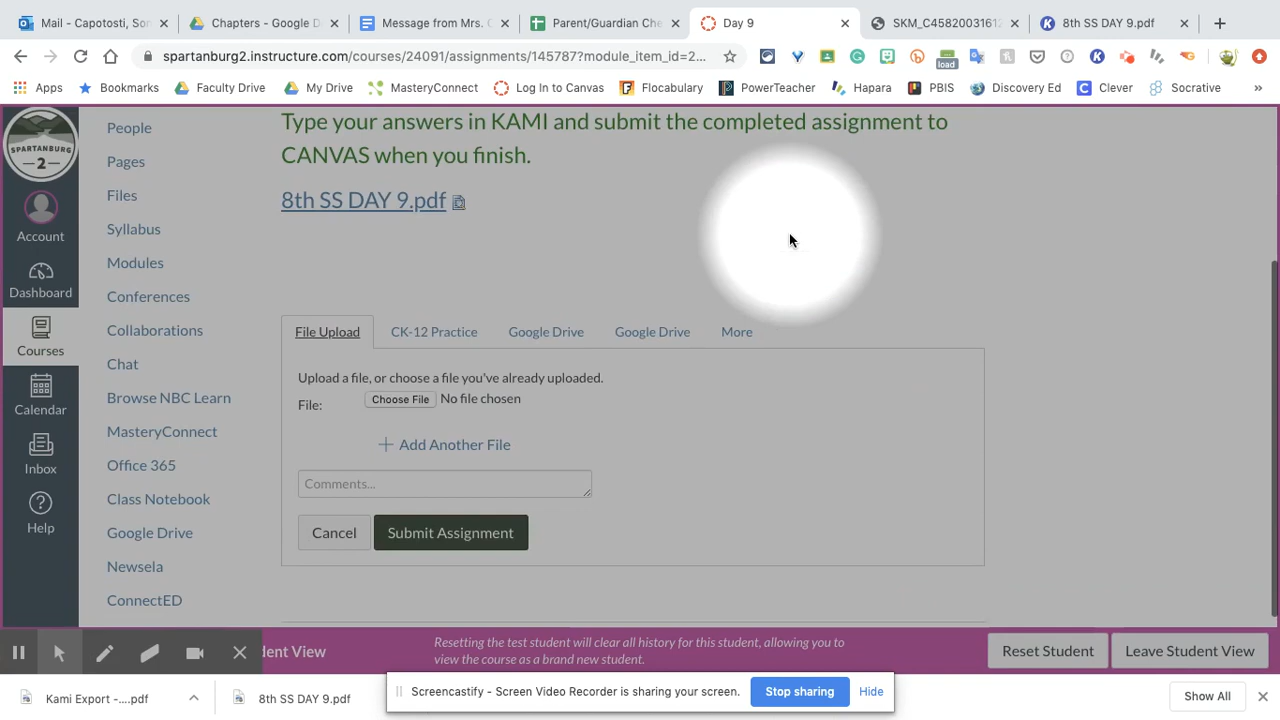 Mail - Capotosti, Son
Chapters - Google D
Message from Mrs. C
Parent/Guardian Che
Day 9
SKM_C45820031612
8th SS DAY 9.pdf
spartanburg2.instructure.com/courses/24091/assignments/145787?module_item_id=2...
load
Apps
Bookmarks
Faculty Drive
My Drive
MasteryConnect
Log In to Canvas
Flocabulary
PowerTeacher
Hapara
PBIS
Discovery Ed
Clever
Socrative
»
SPARTANBURG
2
Account
Dashboard
Courses
Calendar
Inbox
Help
People
Pages
Files
Syllabus
Modules
Conferences
Collaborations
Chat
Browse NBC Learn
MasteryConnect
Office 365
Class Notebook
Google Drive
Newsela
ConnectED
Type your answers in KAMI and submit the completed assignment to
CANVAS when you finish.
8th SS DAY 9.pdf
File Upload
CK-12 Practice
Google Drive
Google Drive
More
Upload a file, or choose a file you've already uploaded.
File:
Choose File No file chosen
Add Another File
Comments...
Cancel
Submit Assignment
dent View
Resetting the test student will clear all history for this student, allowing you to
view the course as a brand new student.
Reset Student
Leave Student View
Kami Export -....pdf
8th SS DAY 9.pdf
Screencastify - Screen Video Recorder is sharing your screen.
Stop sharing
Hide
Show All